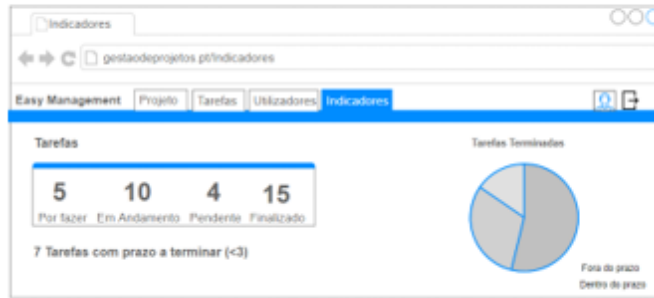 Indicadores
gestaodeprojetos.pt/Indicadores
Easy Management Projeto Tarefas Utilizadores Indicadores
Tarefas
Tarefas Terminadas
5 10 4 15
Por fazer Em Andamento Pendente Finalizado
7 Tarefas com prazo a terminar (<3)
Fora do prazo
Dentro do prazo